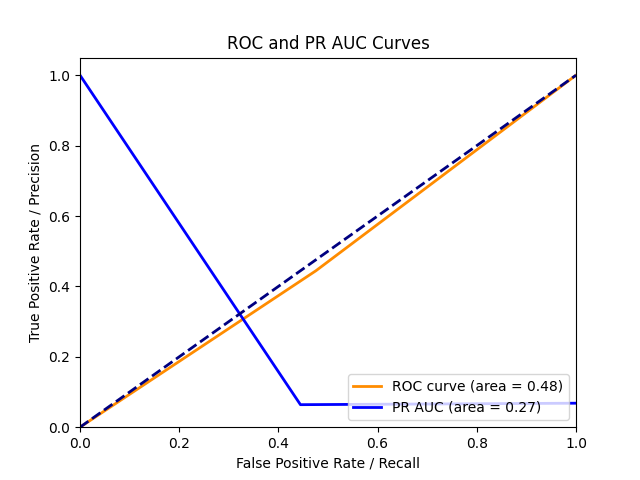 ROC and PR AUC Curves
True Positive Rate / Precision
1.0
0.8
0.6
0.4
0.2
0.0
ROC curve (area = 0.48)
PR AUC (area = 0.27)
0.0 0.2 0.4 0.6 0.8 1.0
False Positive Rate / Recall